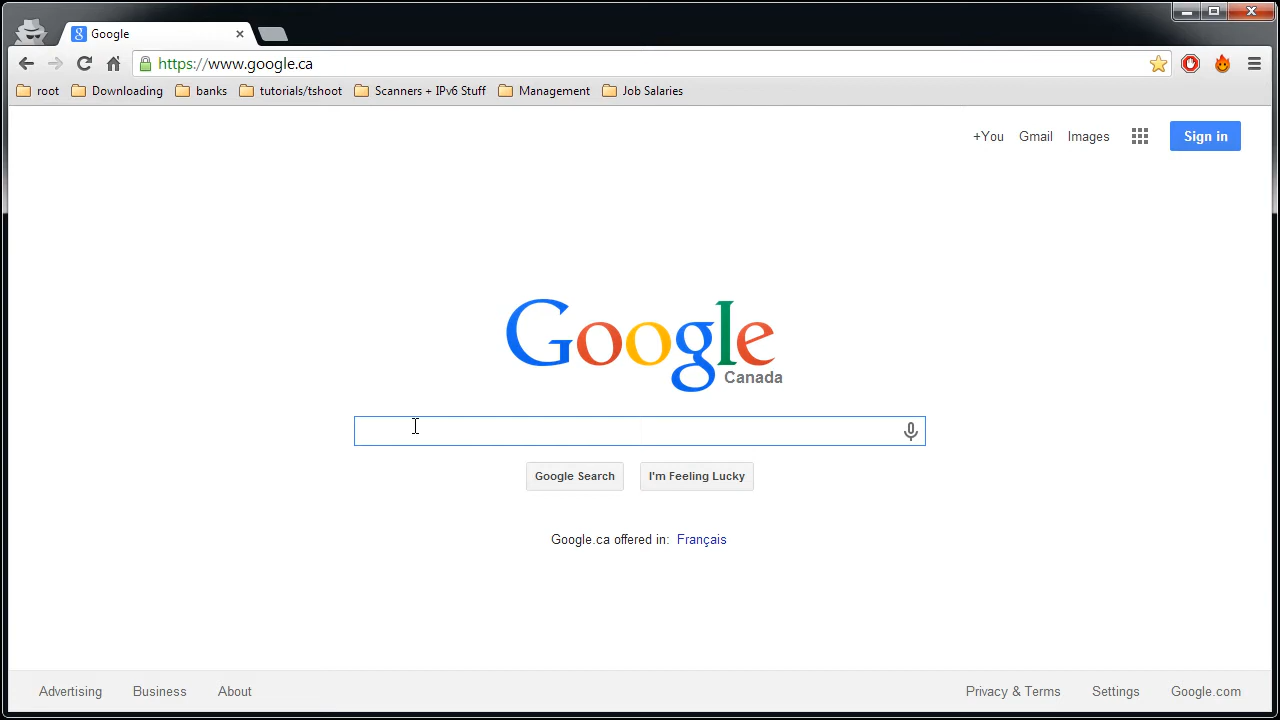 Google
https://www.google.ca
root Downloading banks tutorials/tshoot Scanners + IPv6 Stuff Management Job Salaries
+You Gmail Images Sign in
Google
Canada
Google Search I'm Feeling Lucky
Google.ca offered in: Français
Advertising Business About Privacy & Terms Settings Google.com